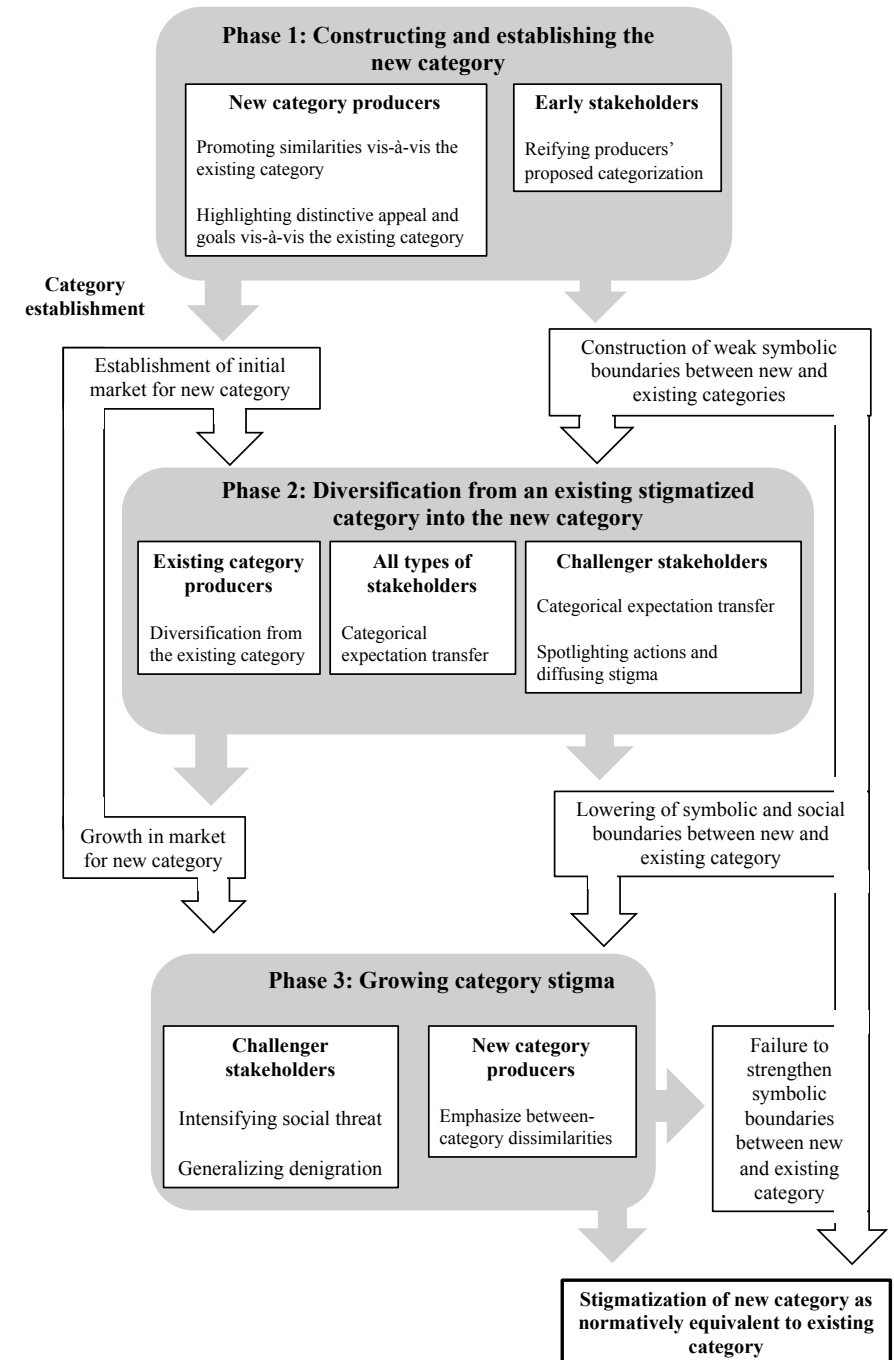 Phase 1: Constructing and establishing the
new category
New category producers
Promoting similarities vis-à-vis the
existing category
Highlighting distinctive appeal and
goals vis-à-vis the existing category
Early stakeholders
Reifying producers’
proposed categorization
Category
establishment
Establishment of initial
market for new category
Construction of weak symbolic
boundaries between new and
existing categories
Phase 2: Diversification from an existing stigmatized
category into the new category
Existing category
producers
Diversification from
the existing category
All types of
stakeholders
Categorical
expectation transfer
Challenger stakeholders
Categorical expectation transfer
Spotlighting actions and
diffusing stigma
Growth in market
for new category
Lowering of symbolic and social
boundaries between new and
existing category
Phase 3: Growing category stigma
Challenger
stakeholders
Intensifying social threat
Generalizing denigration
New category
producers
Emphasize between-
category dissimilarities
Failure to
strengthen
symbolic
boundaries
between new
and existing
category
Stigmatization of new category as
normatively equivalent to existing
category